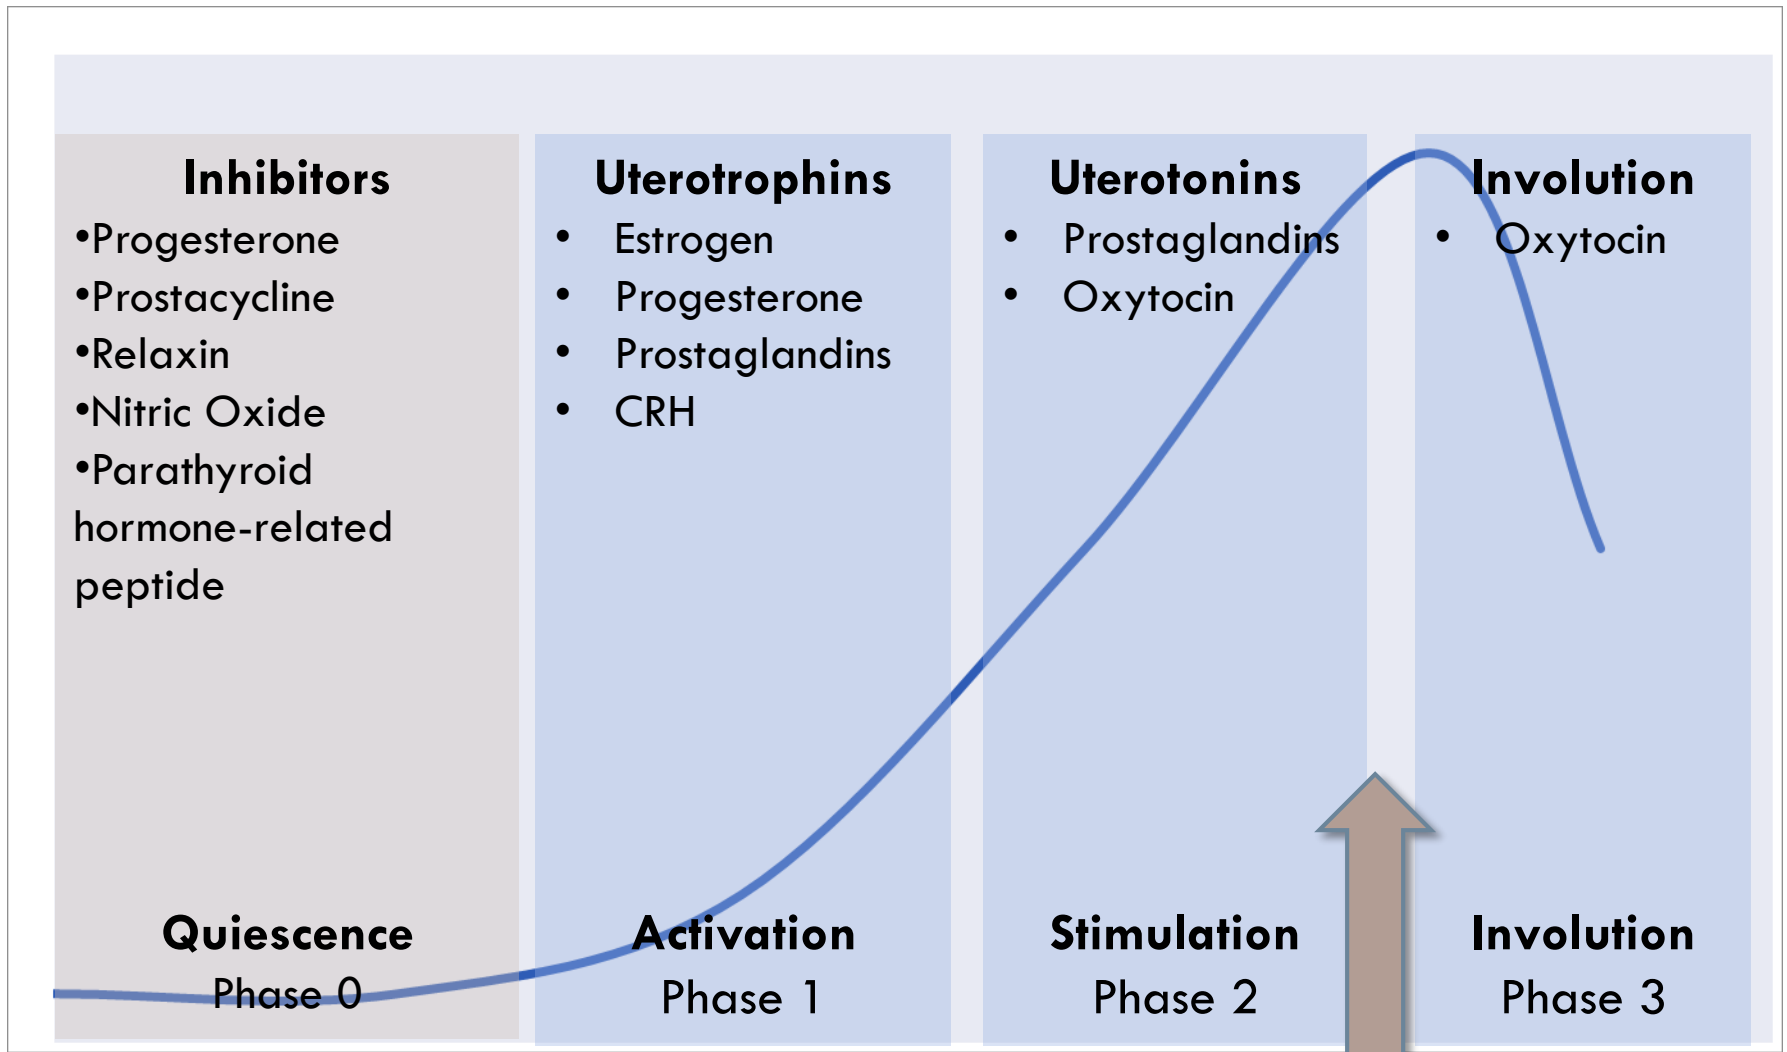 Inhibitors
•Progesterone
•Prostacycline
•Relaxin
•Nitric Oxide
•Parathyroid
hormone-related
peptide
Quiescence
Phase 0
Uterotrophins
• Estrogen
• Progesterone
• Prostaglandins
• CRH
Activation
Phase 1
Uterotonins
• Prostaglandins
• Oxytocin
Stimulation
Phase 2
Involution
• Oxytocin
Involution
Phase 3